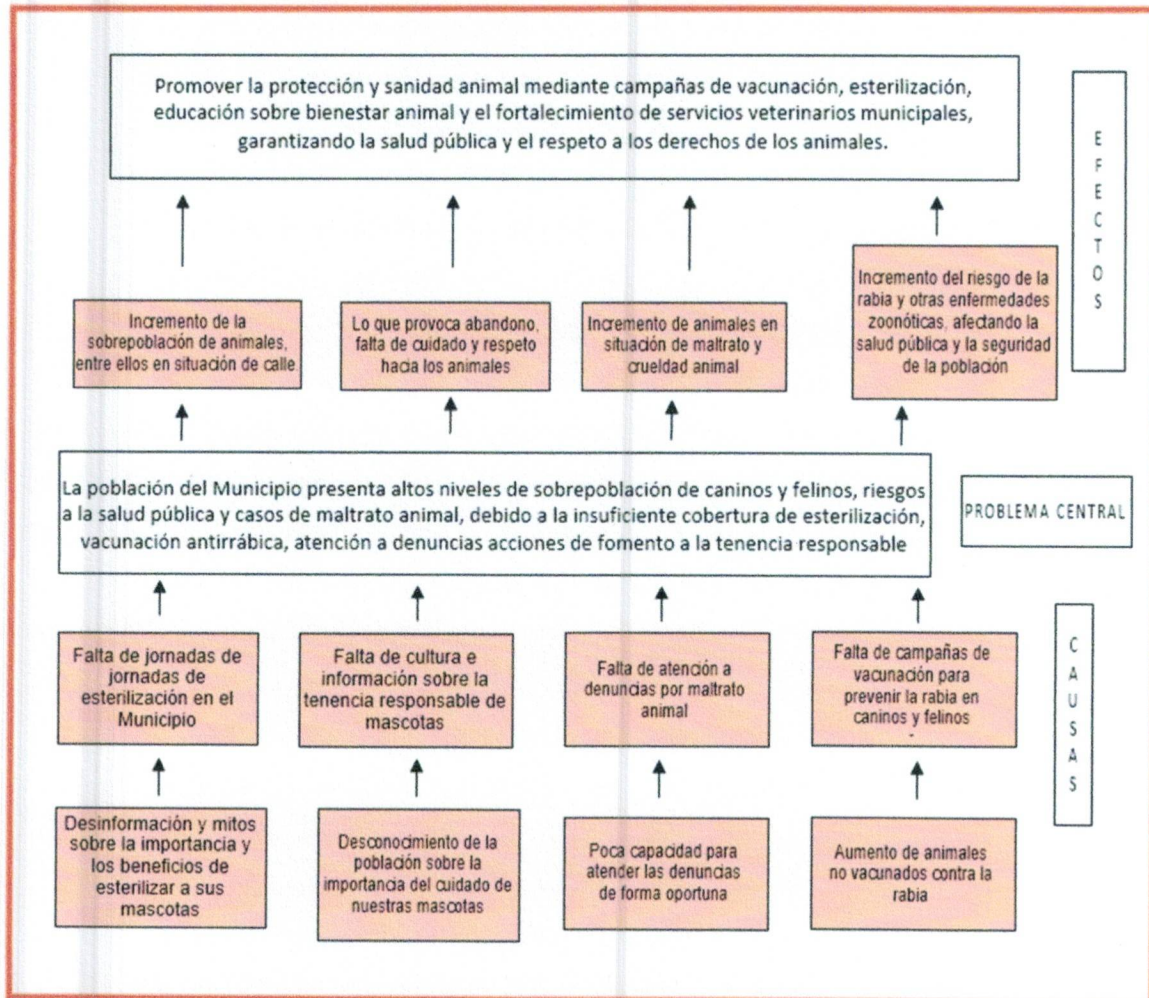 Promover la protección y sanidad animal mediante campañas de vacunación, esterilización,
educación sobre bienestar animal y el fortalecimiento de servicios veterinarios municipales,
garantizando la salud pública y el respeto a los derechos de los animales.
EFECTOS
Incremento de la
sobrepoblación de animales,
entre ellos en situación de calle
Lo que provoca abandono,
falta de cuidado y respeto
hacia los animales
Incremento de animales en
situación de maltrato y
crueldad animal
Incremento del riesgo de la
rabia y otras enfermedades
zoonóticas, afectando la
salud pública y la seguridad
de la población
La población del Municipio presenta altos niveles de sobrepoblación de caninos y felinos, riesgos
a la salud pública y casos de maltrato animal, debido a la insuficiente cobertura de esterilización,
vacunación antirrábica, atención a denuncias acciones de fomento a la tenencia responsable
PROBLEMA CENTRAL
Falta de jornadas de
jornadas de
esterilización en el
Municipio
Falta de cultura e
información sobre la
tenencia responsable de
mascotas
Falta de atención a
denuncias por maltrato
animal
Falta de campañas de
vacunación para
prevenir la rabia en
caninos y felinos
-
CAUSAS
Desinformación y mitos
sobre la importancia y
los beneficios de
esterilizar a sus
mascotas
Desconocimiento de la
población sobre la
importancia del cuidado de
nuestras mascotas
Poca capacidad para
atender las denuncias
de forma oportuna
Aumento de animales
no vacunados contra la
rabia